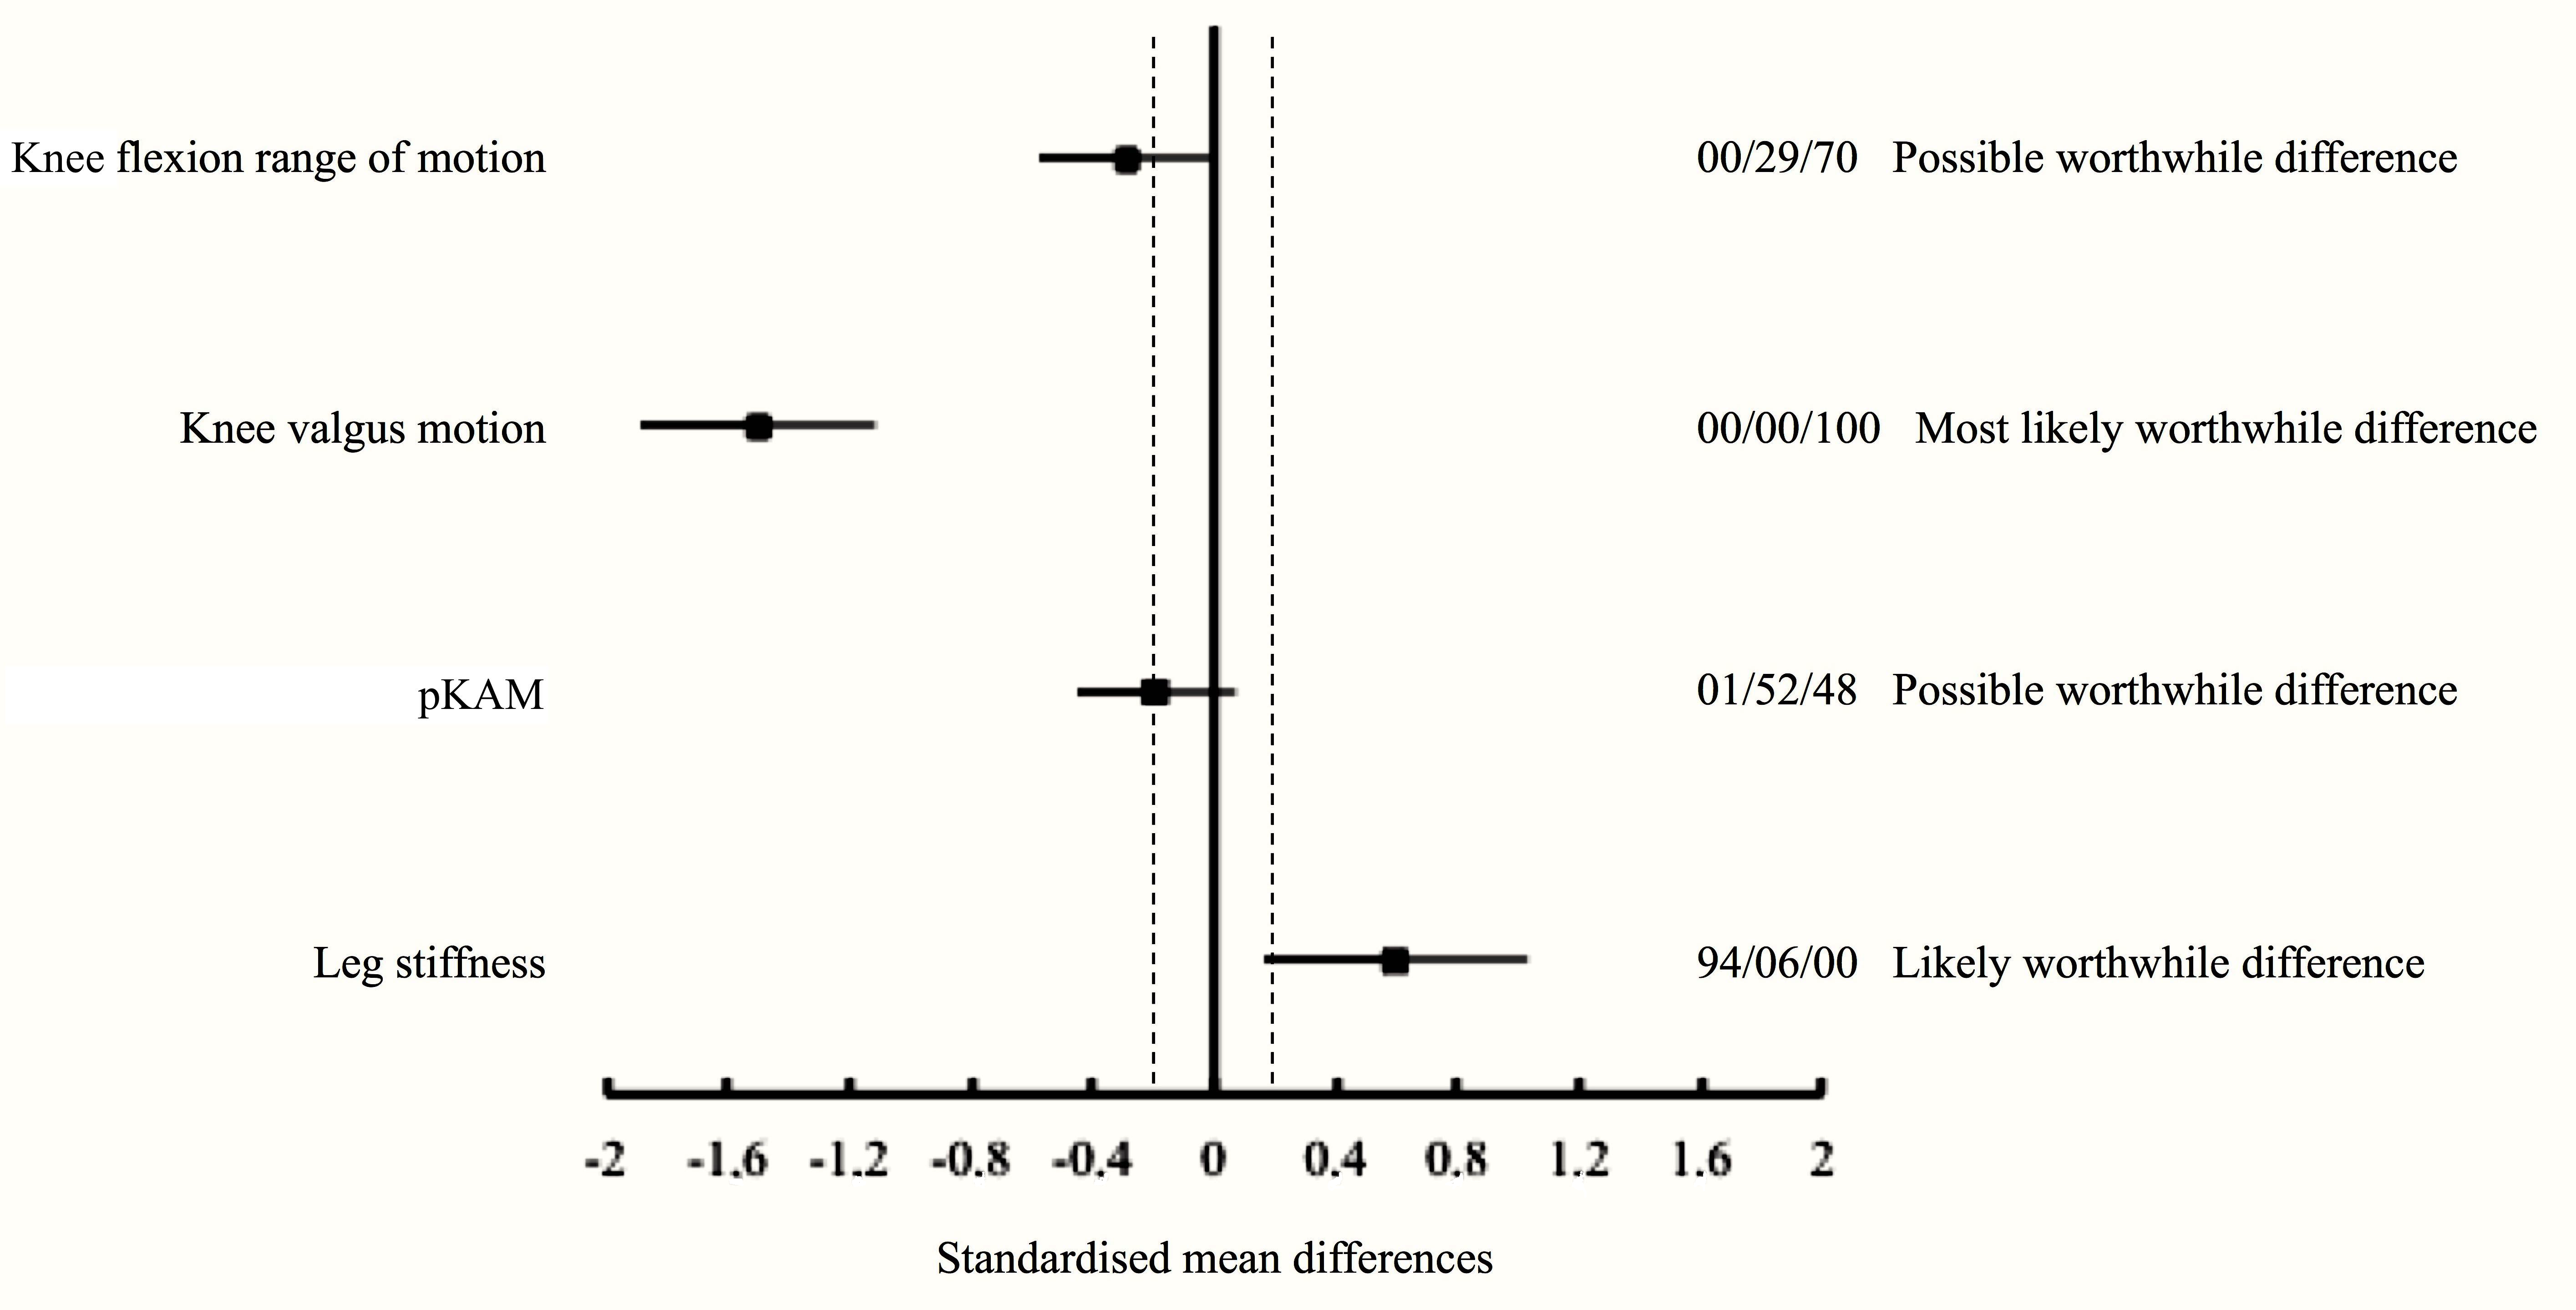 Knee flexion range of motion 00/29/70 Possible worthwhile difference
Knee valgus motion 00/00/100 Most likely worthwhile difference
pKAM 01/52/48 Possible worthwhile difference
Leg stiffness 94/06/00 Likely worthwhile difference
-2 -1.6 -1.2 -0.8 -0.4 0 0.4 0.8 1.2 1.6 2
Standardised mean differences